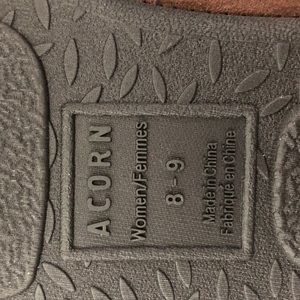 ACORN
Women/Femmes
8 - 9
Made in China
Fabriqué en Chine